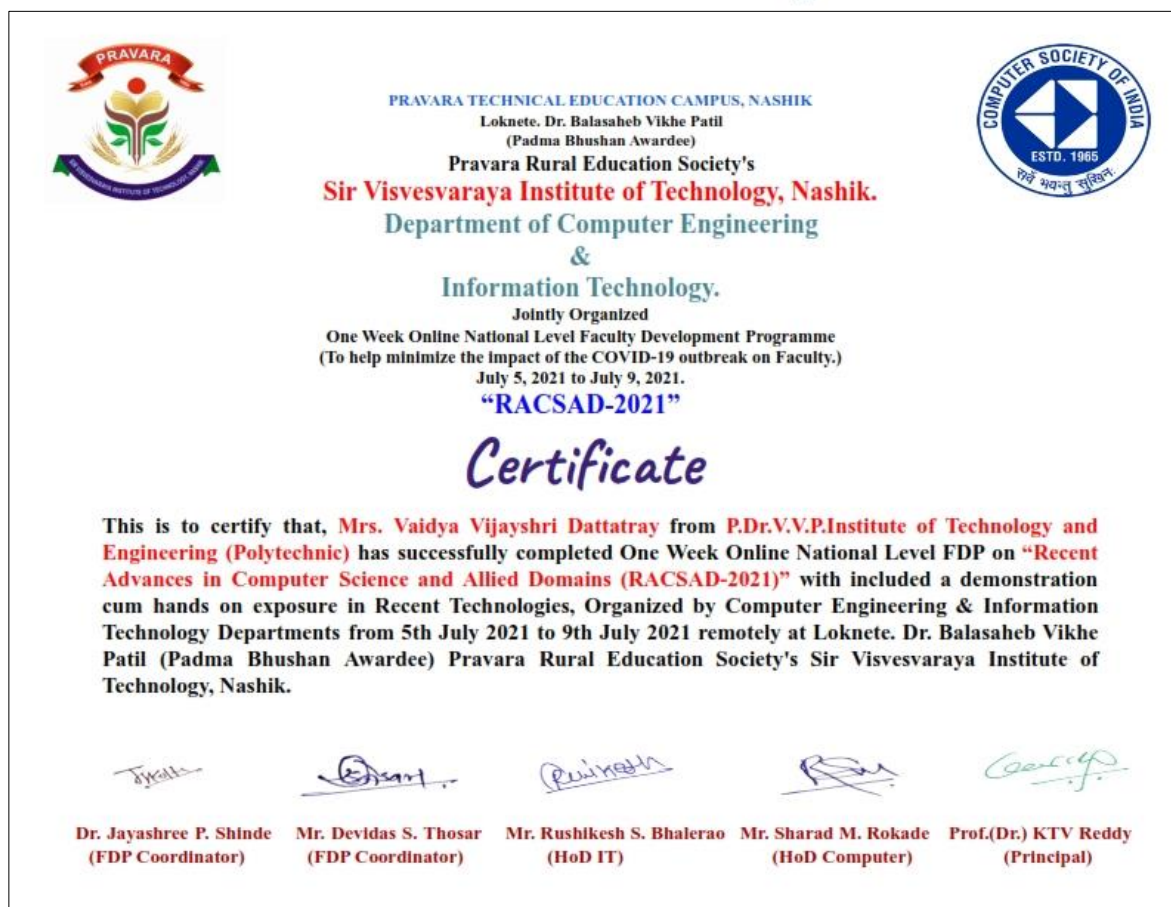 PRAVARA
SIR VISVESVARAYA INSTITUTE OF TECHNOLOGY, NASHIK
COMPUTER SOCIETY OF INDIA
ESTD. 1965
सर्वे भवन्तु सुखिनः
PRAVARA TECHNICAL EDUCATION CAMPUS, NASHIK
Loknete. Dr. Balasaheb Vikhe Patil
(Padma Bhushan Awardee)
Pravara Rural Education Society's
Sir Visvesvaraya Institute of Technology, Nashik.
Department of Computer Engineering
&
Information Technology.
Jointly Organized
One Week Online National Level Faculty Development Programme
(To help minimize the impact of the COVID-19 outbreak on Faculty.)
July 5, 2021 to July 9, 2021.
“RACSAD-2021”
Certificate
This is to certify that, Mrs. Vaidya Vijayshri Dattatray from P.Dr.V.V.P.Institute of Technology and
Engineering (Polytechnic) has successfully completed One Week Online National Level FDP on “Recent
Advances in Computer Science and Allied Domains (RACSAD-2021)” with included a demonstration
cum hands on exposure in Recent Technologies, Organized by Computer Engineering & Information
Technology Departments from 5th July 2021 to 9th July 2021 remotely at Loknete. Dr. Balasaheb Vikhe
Patil (Padma Bhushan Awardee) Pravara Rural Education Society's Sir Visvesvaraya Institute of
Technology, Nashik.
Dr. Jayashree P. Shinde Mr. Devidas S. Thosar Mr. Rushikesh S. Bhalerao Mr. Sharad M. Rokade Prof.(Dr.) KTV Reddy
(FDP Coordinator) (FDP Coordinator) (HoD IT) (HoD Computer) (Principal)